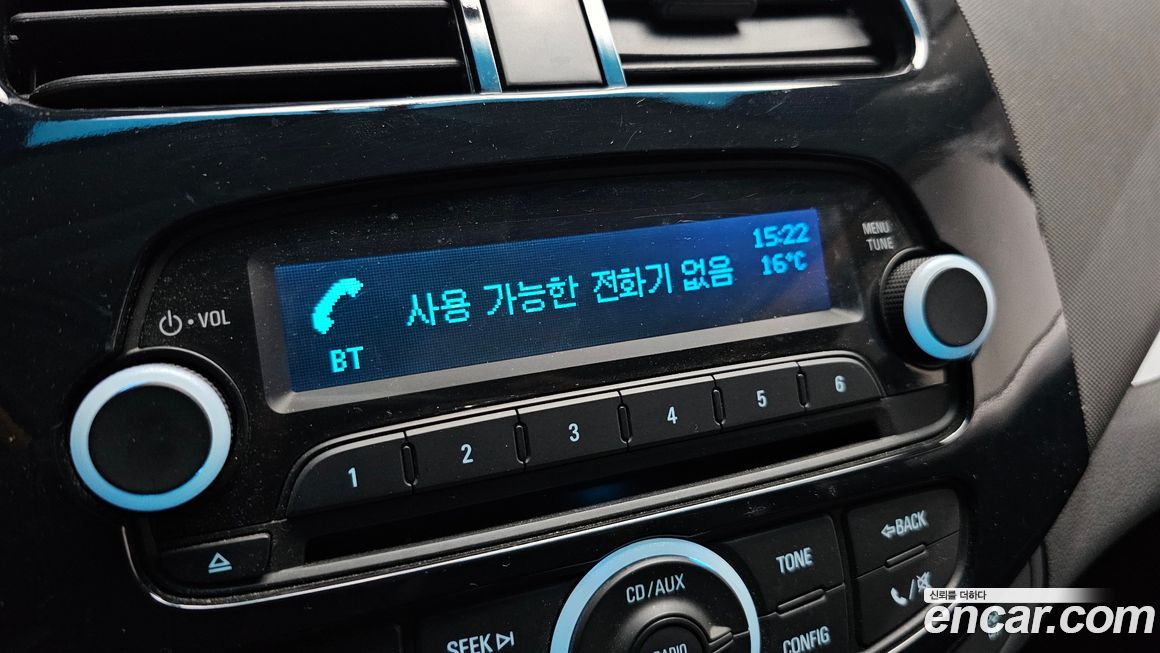 15:22
MENU
TUNE
16°C
사용 가능한 전화기 없음
VOL
BT
1 2 3 4 5 6
BACK
TONE
CD/AUX
SEEK
CONFIG
RADIO
신뢰를 더하다
encar.com